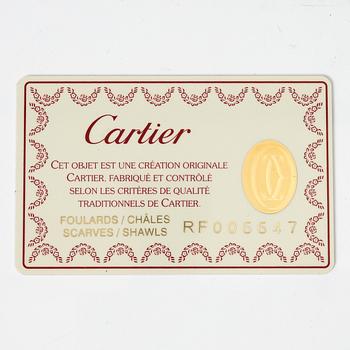 Cartier
CET OBJET EST UNE CRÉATION ORIGINALE
CARTIER, FABRIQUÉ ET CONTRÔLÉ
SELON LES CRITÈRES DE QUALITÉ
TRADITIONNELS DE CARTIER.
FOULARDS / CHÂLES
SCARVES / SHAWLS RF006647